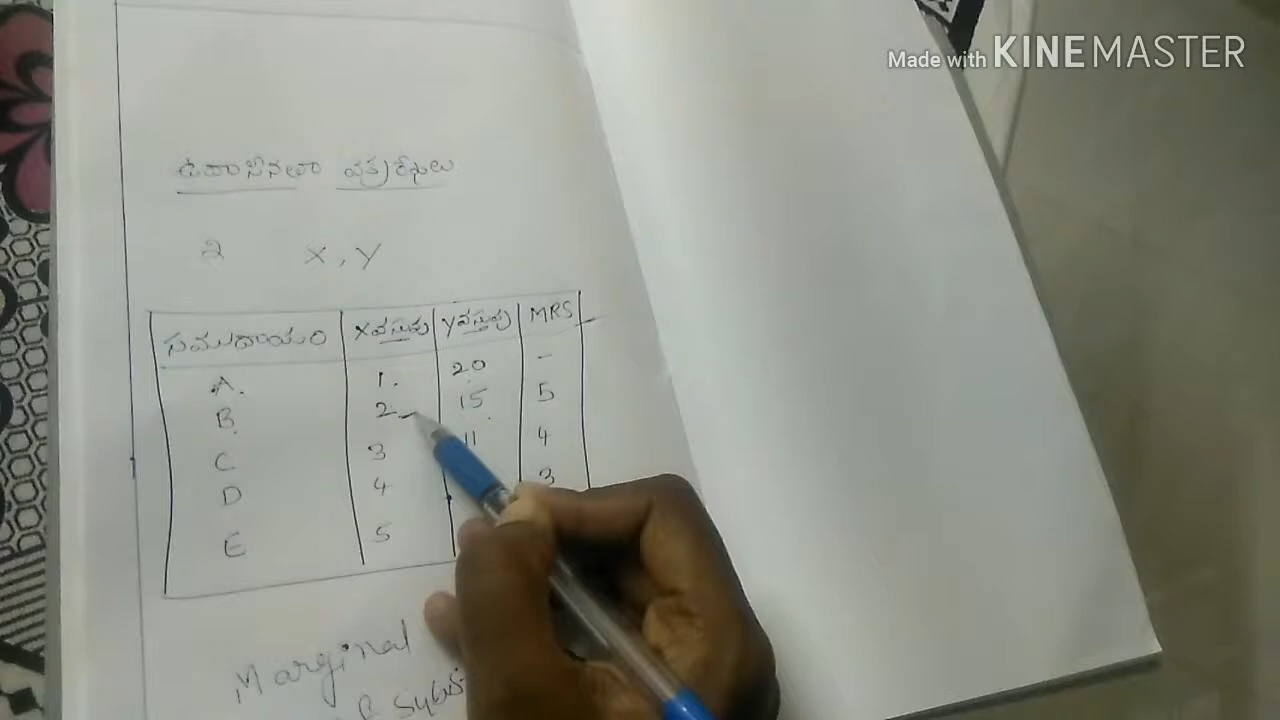 Made with KINEMASTER
ఉదాసీనతా వక్రరేఖలు
2 X, Y
సముదాయం X వస్తువు Y వస్తువు MRS
A. 1. 20 -
B 2 15 5
C 3 11 4
D 4 3
E 5
Marginal